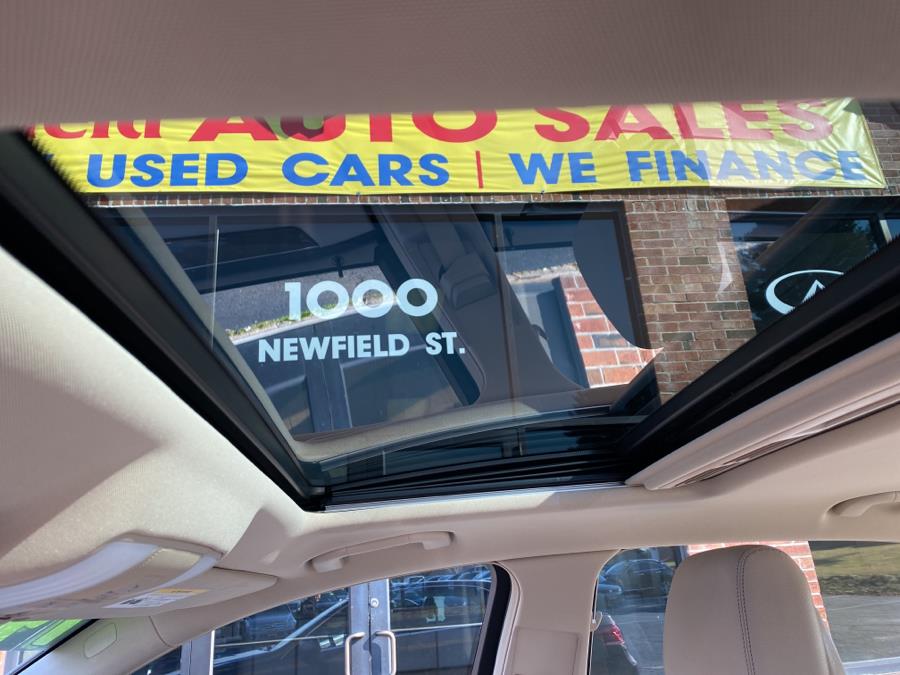 AUTO SALES
USED CARS | WE FINANCE
1000
NEWFIELD ST.